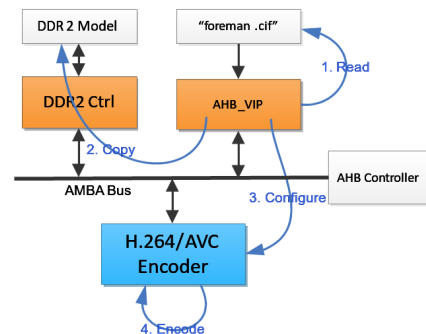 DDR 2 Model
“foreman .cif”
1. Read
DDR2 Ctrl
AHB_VIP
2. Copy
AHB Controller
AMBA Bus
3. Configure
H.264/AVC
Encoder
4. Encode